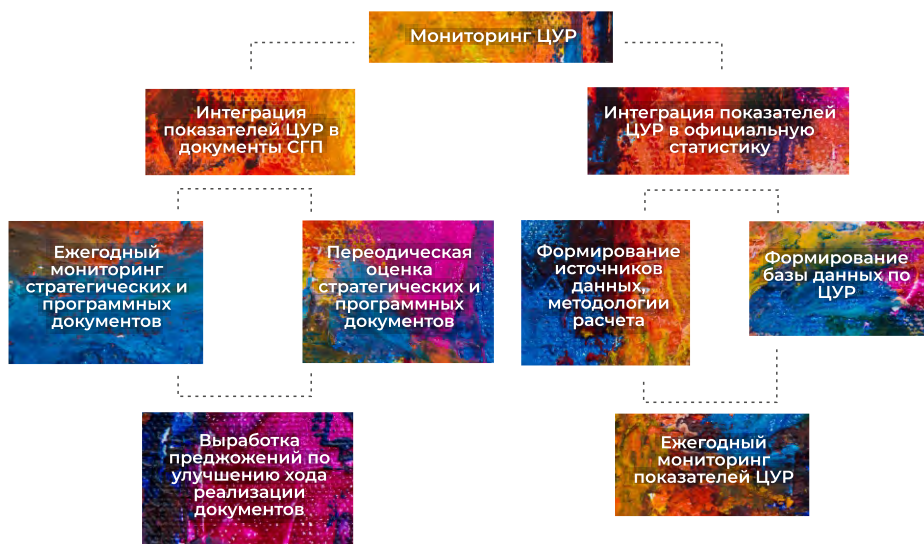 Мониторинг ЦУР
Интеграция
показателей ЦУР в
документы СГП
Интеграция показателей
ЦУР в официальную
статистику
Ежегодный
мониторинг
стратегических и
программных
документов
Переодическая
оценка
стратегических и
программных
документов
Формирование
источников
данных,
методологии
расчета
Формирование
базы данных по
ЦУР
Выработка
преджожений по
улучшению хода
реализации
документов
Ежегодный
мониторинг
показателей ЦУР